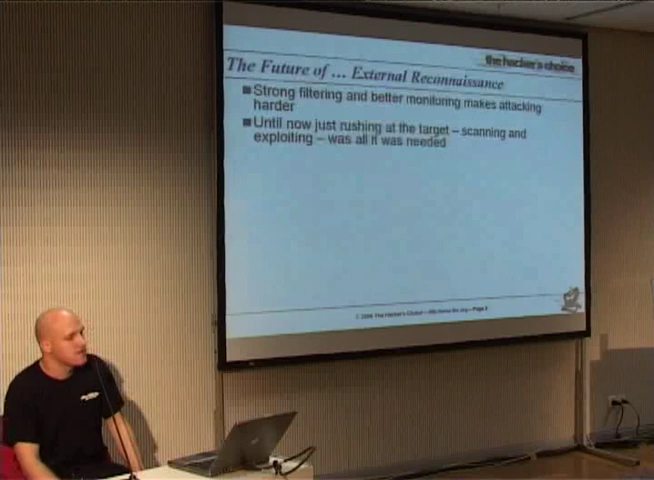 the hacker's choice
The Future of ... External Reconnaissance
Strong filtering and better monitoring makes attacking
harder
Until now just rushing at the target – scanning and
exploiting – was all it was needed